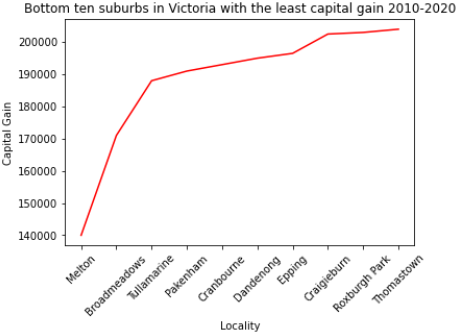 Bottom ten suburbs in Victoria with the least capital gain 2010-2020
200000
190000
180000
170000
160000
150000
140000
Capital Gain
Melton
Broadmeadows
Tullamarine
Pakenham
Cranbourne
Dandenong
Epping
Craigieburn
Roxburgh Park
Thomastown
Locality